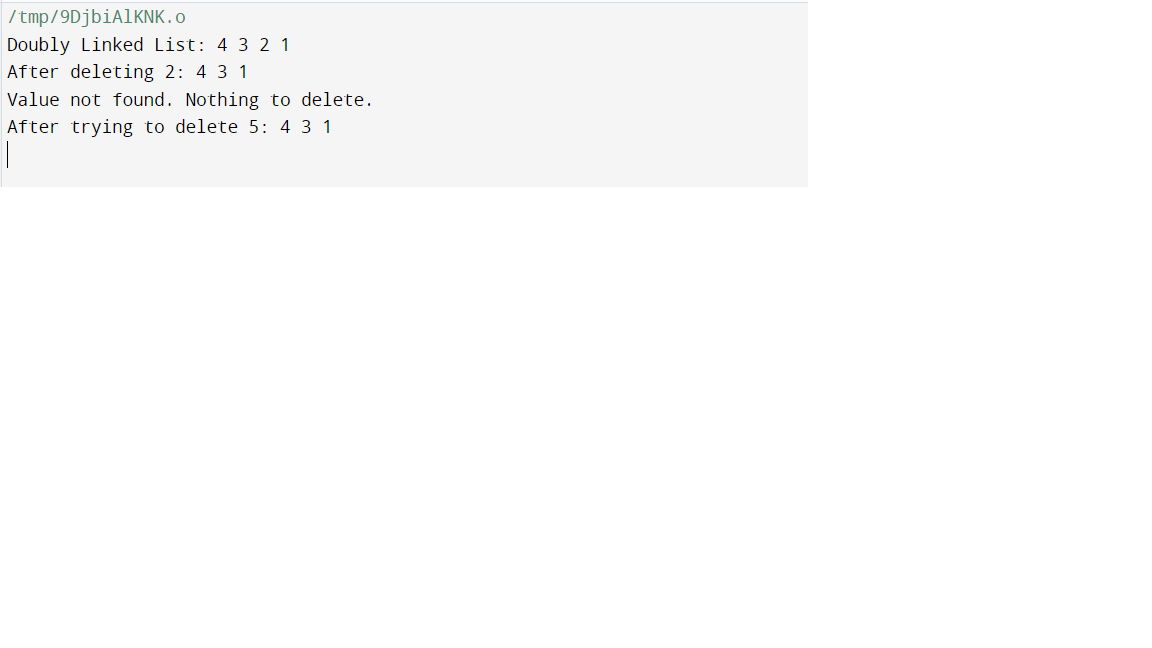 /tmp/9DjbiAlKNK.o
Doubly Linked List: 4 3 2 1
After deleting 2: 4 3 1
Value not found. Nothing to delete.
After trying to delete 5: 4 3 1